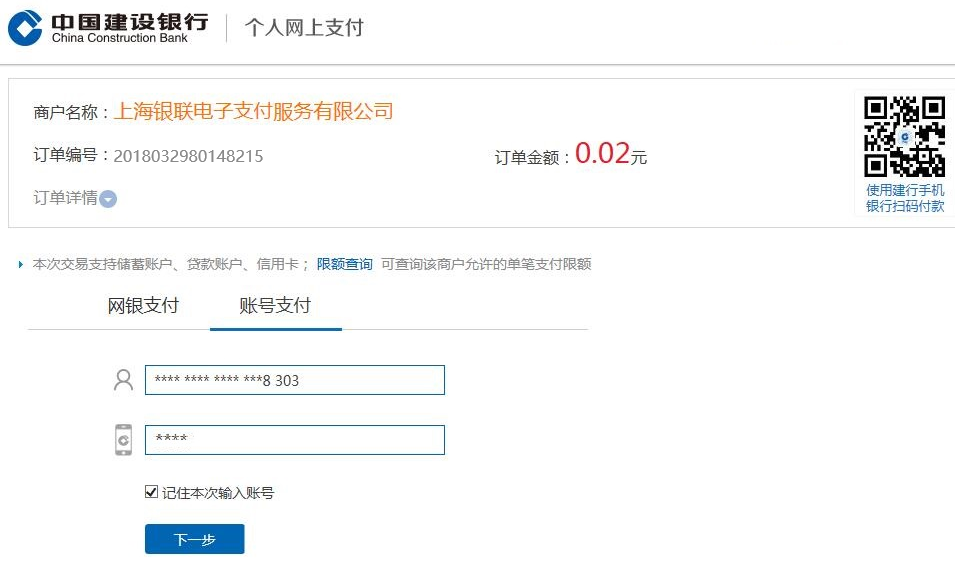 中国建设银行
China Construction Bank
个人网上支付
商户名称：上海银联电子支付服务有限公司
订单编号：2018032980148215
订单金额：0.02元
订单详情
使用建行手机
银行扫码付款
本次交易支持储蓄账户、贷款账户、信用卡； 限额查询 可查询该商户允许的单笔支付限额
网银支付 账号支付
**** **** **** ***8 303
****
记住本次输入账号
下一步